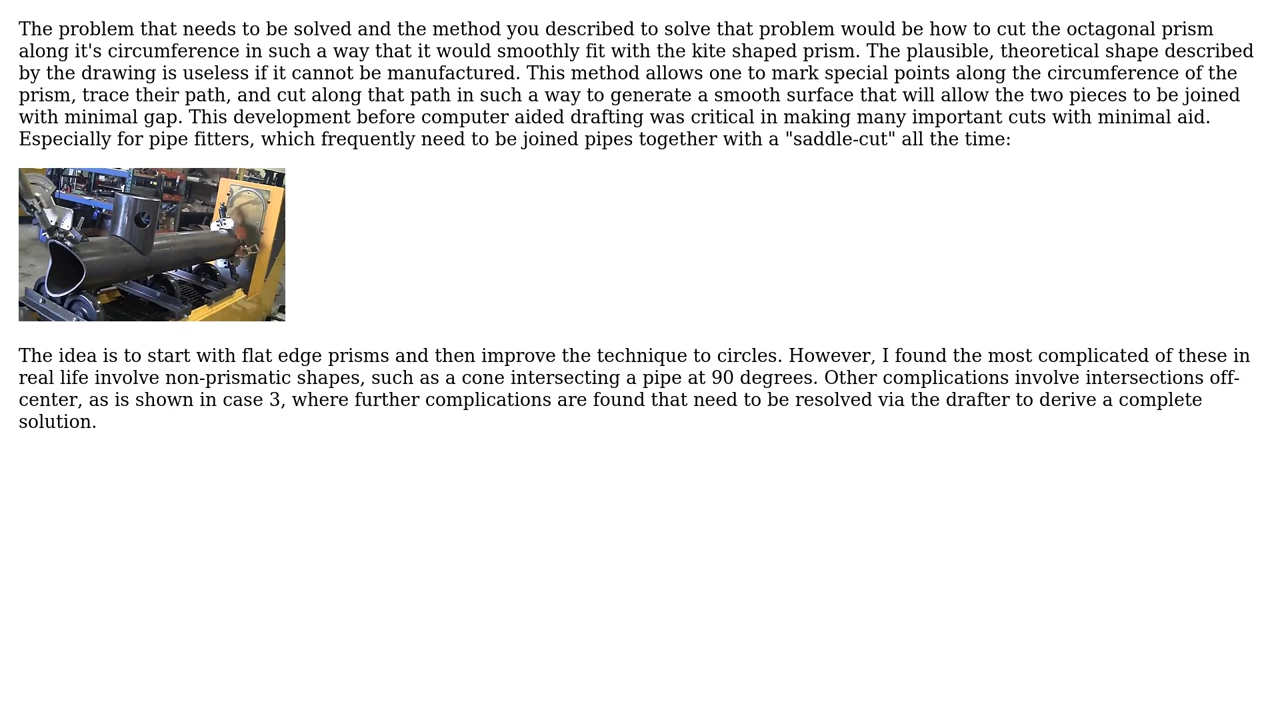 The problem that needs to be solved and the method you described to solve that problem would be how to cut the octagonal prism
along it's circumference in such a way that it would smoothly fit with the kite shaped prism. The plausible, theoretical shape described
by the drawing is useless if it cannot be manufactured. This method allows one to mark special points along the circumference of the
prism, trace their path, and cut along that path in such a way to generate a smooth surface that will allow the two pieces to be joined
with minimal gap. This development before computer aided drafting was critical in making many important cuts with minimal aid.
Especially for pipe fitters, which frequently need to be joined pipes together with a "saddle-cut" all the time:
The idea is to start with flat edge prisms and then improve the technique to circles. However, I found the most complicated of these in
real life involve non-prismatic shapes, such as a cone intersecting a pipe at 90 degrees. Other complications involve intersections off-
center, as is shown in case 3, where further complications are found that need to be resolved via the drafter to derive a complete
solution.